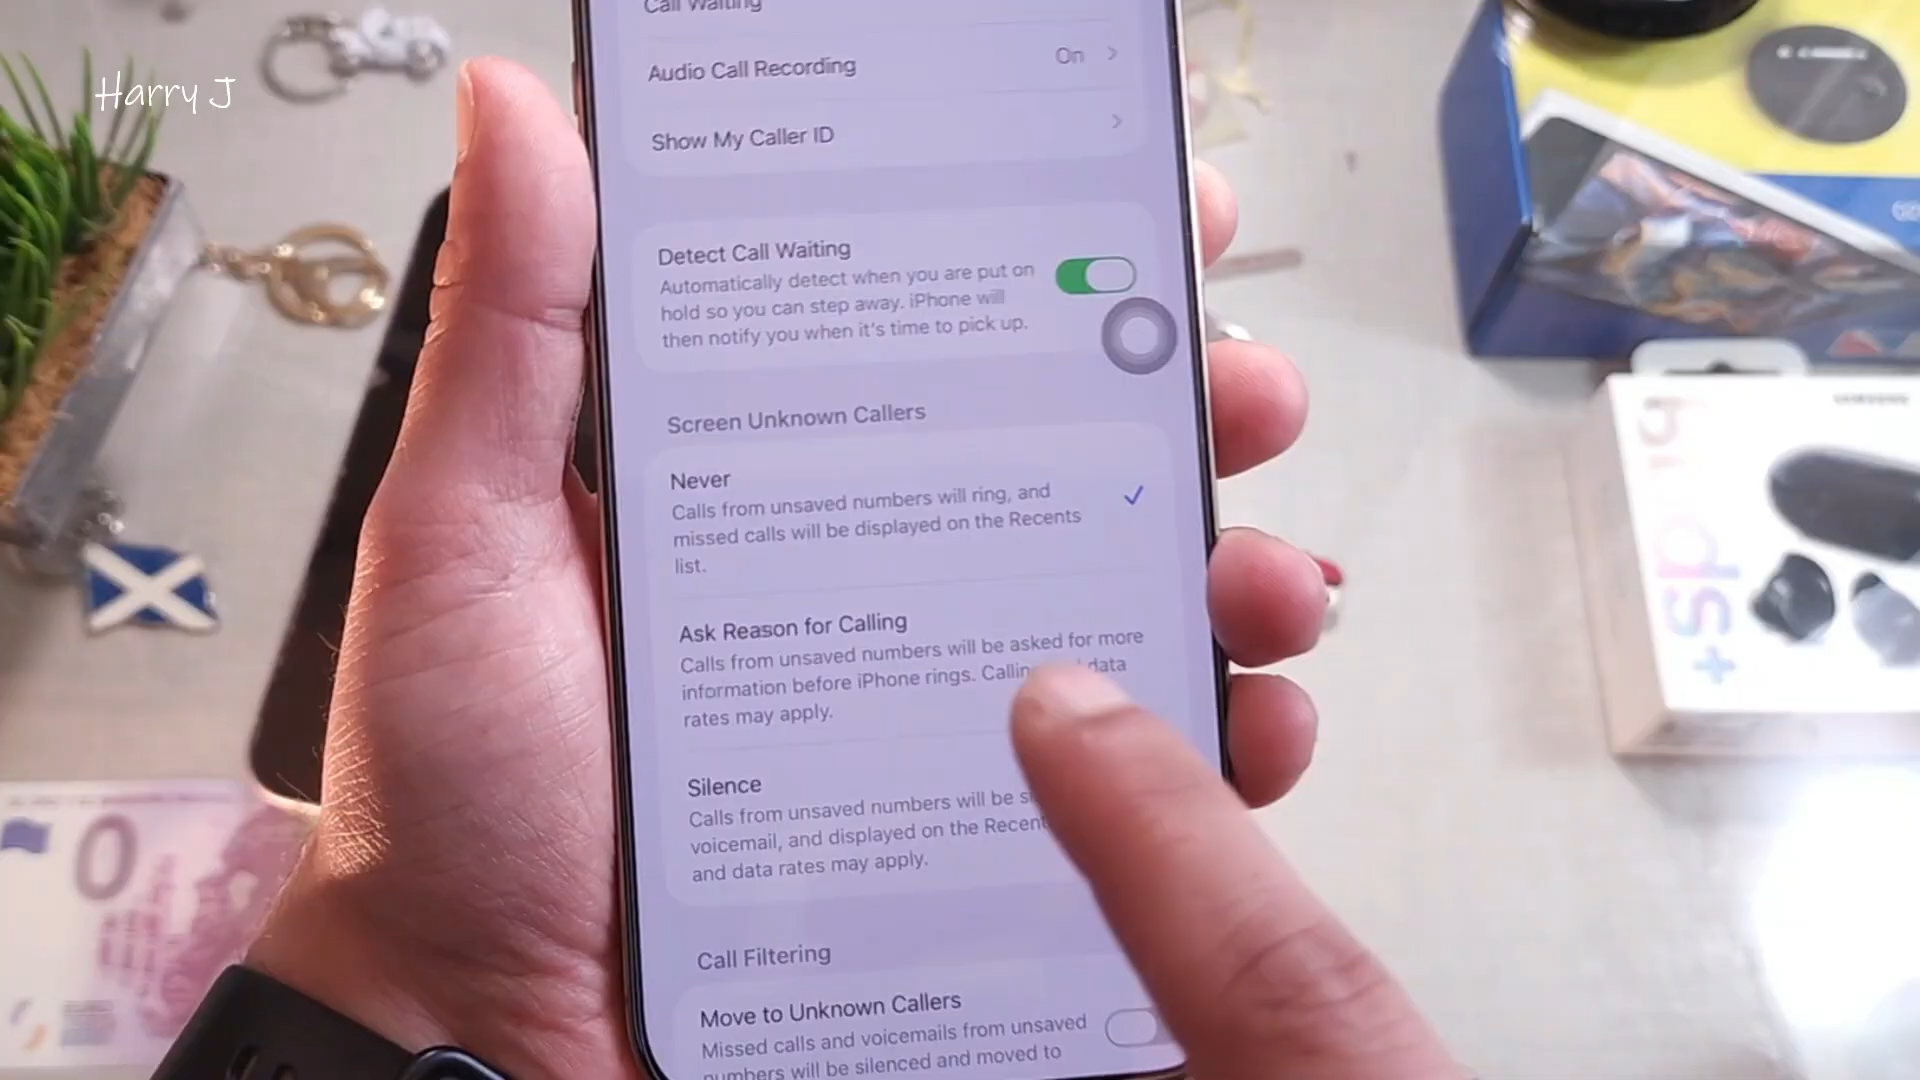 Harry J
Call Waiting
Audio Call Recording
On
Show My Caller ID
Detect Call Waiting
Automatically detect when you are put on
hold so you can step away. iPhone will
then notify you when it's time to pick up.
Screen Unknown Callers
Never
Calls from unsaved numbers will ring, and
missed calls will be displayed on the Recents
list.
Ask Reason for Calling
Calls from unsaved numbers will be asked for more
information before iPhone rings. data
rates may apply.
Silence
Calls from unsaved numbers will be
voicemail, and displayed on the
and data rates may apply.
Call Filtering
Move to Unknown Callers
Missed calls and voicemails from unsaved
numbers will be silenced and moved to
SAMSUNG
0